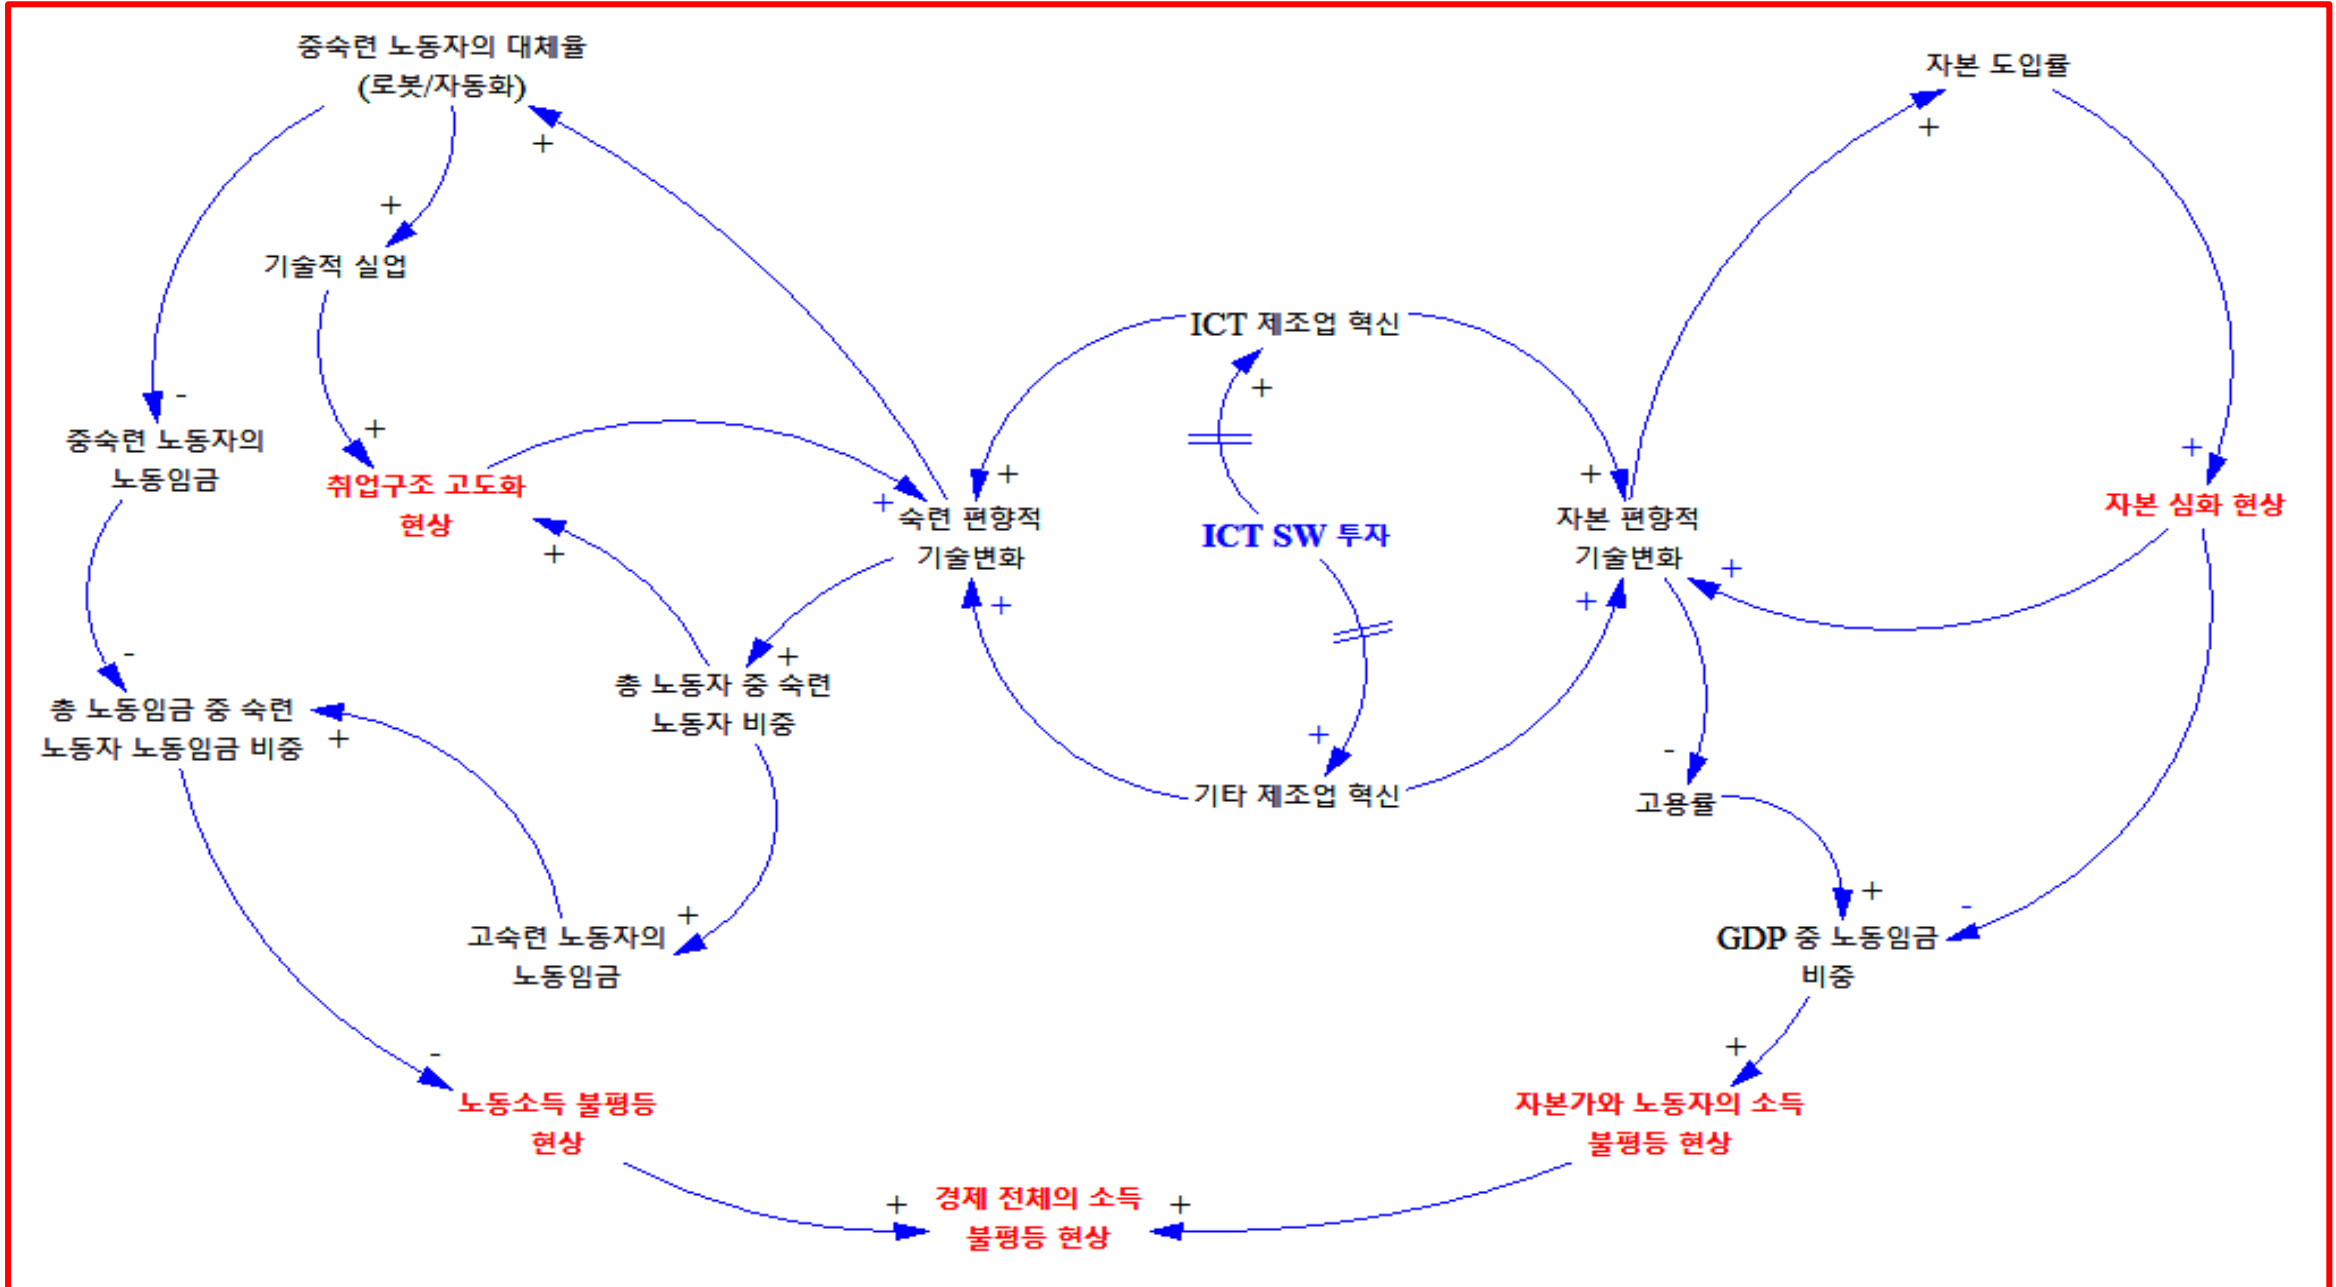 중숙련 노동자의 대체율
(로봇/자동화)
자본 도입률
+
+
+
기술적 실업
ICT 제조업 혁신
+
-
+
중숙련 노동자의
노동임금
+
+
+
+
취업구조 고도화
현상
+
숙련 편향적
기술변화
ICT SW 투자
자본 편향적
기술변화
자본 심화 현상
+
+
+
+
-
+
총 노동자 중 숙련
노동자 비중
총 노동임금 중 숙련
노동자 노동임금 비중
+
+
-
기타 제조업 혁신
고용률
+
+
-
고숙련 노동자의
노동임금
GDP 중 노동임금
비중
-
+
노동소득 불평등
현상
자본가와 노동자의 소득
불평등 현상
+
경제 전체의 소득
불평등 현상
+